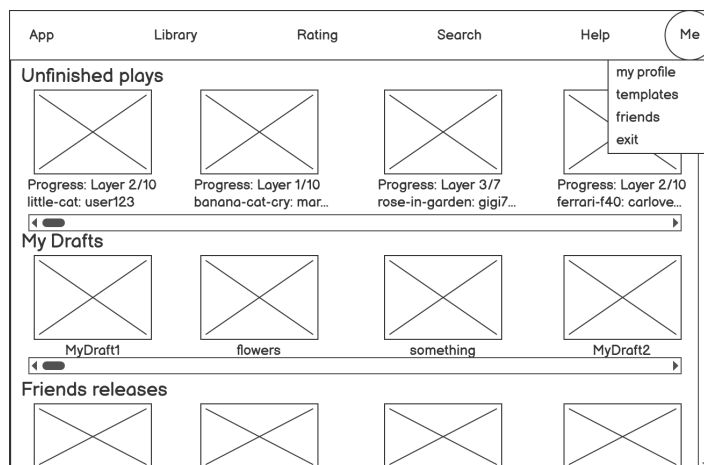 App Library Rating Search Help Me
my profile
templates
friends
exit
Unfinished plays
Progress: Layer 2/10 Progress: Layer 1/10 Progress: Layer 3/7 Progress: Layer 2/10
little-cat: user123 banana-cat-cry: mar... rose-in-garden: gigi7... ferrari-f40: carlove...
My Drafts
MyDraft1 flowers something MyDraft2
Friends releases